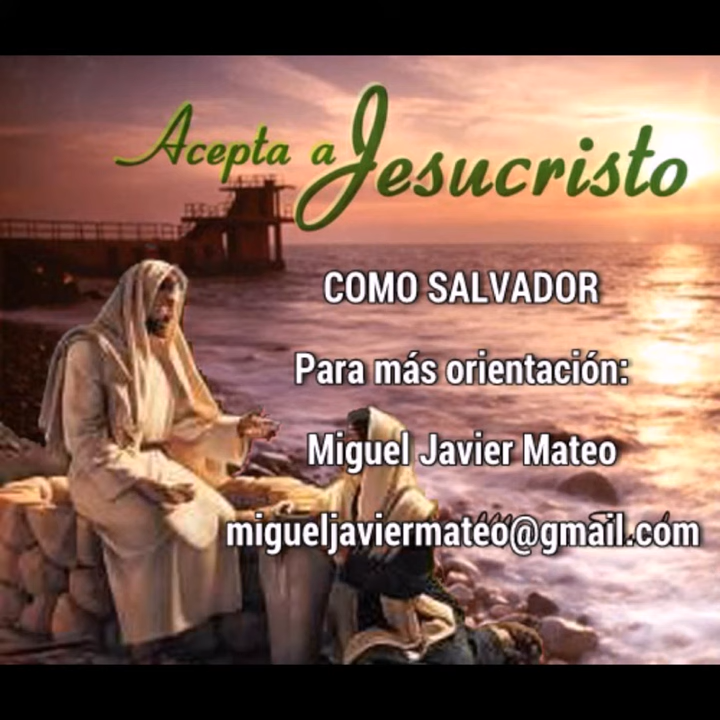 Acepta a Jesucristo
COMO SALVADOR
Para más orientación:
Miguel Javier Mateo
migueljaviermateo@gmail.com